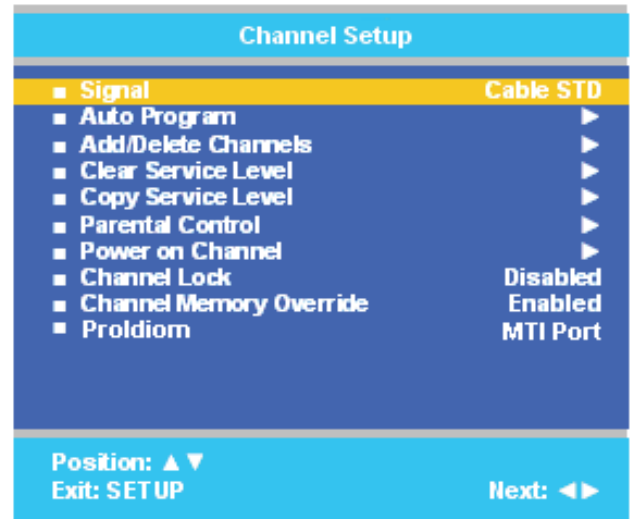 Channel Setup
Signal Cable STD
Auto Program ▶
Add/Delete Channels ▶
Clear Service Level ▶
Copy Service Level ▶
Parental Control ▶
Power on Channel ▶
Channel Lock Disabled
Channel Memory Override Enabled
ProIdiom MTI Port
Position: ▲▼
Exit: SETUP Next: ◀▶